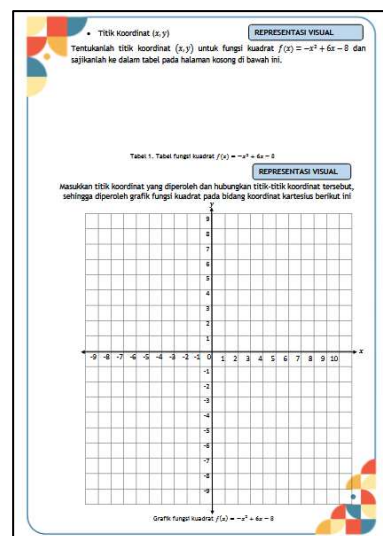 • Titik Koordinat (x, y)
REPRESENTASI VISUAL
Tentukanlah titik koordinat (x, y) untuk fungsi kuadrat f(x) = −x² + 6x − 8 dan
sajikanlah ke dalam tabel pada halaman kosong di bawah ini.
Tabel 1. Tabel fungsi kuadrat f(x) = −x² + 6x − 8
REPRESENTASI VISUAL
Masukkan titik koordinat yang diperoleh dan hubungkan titik-titik koordinat tersebut,
sehingga diperoleh grafik fungsi kuadrat pada bidang koordinat kartesius berikut ini
y
9
8
7
6
5
4
3
2
1
-9 -8 -7 -6 -5 -4 -3 -2 -1 0 1 2 3 4 5 6 7 8 9 10 x
-1
-2
-3
-4
-5
-6
-7
-8
-9
Grafik fungsi kuadrat f(x) = −x² + 6x − 8